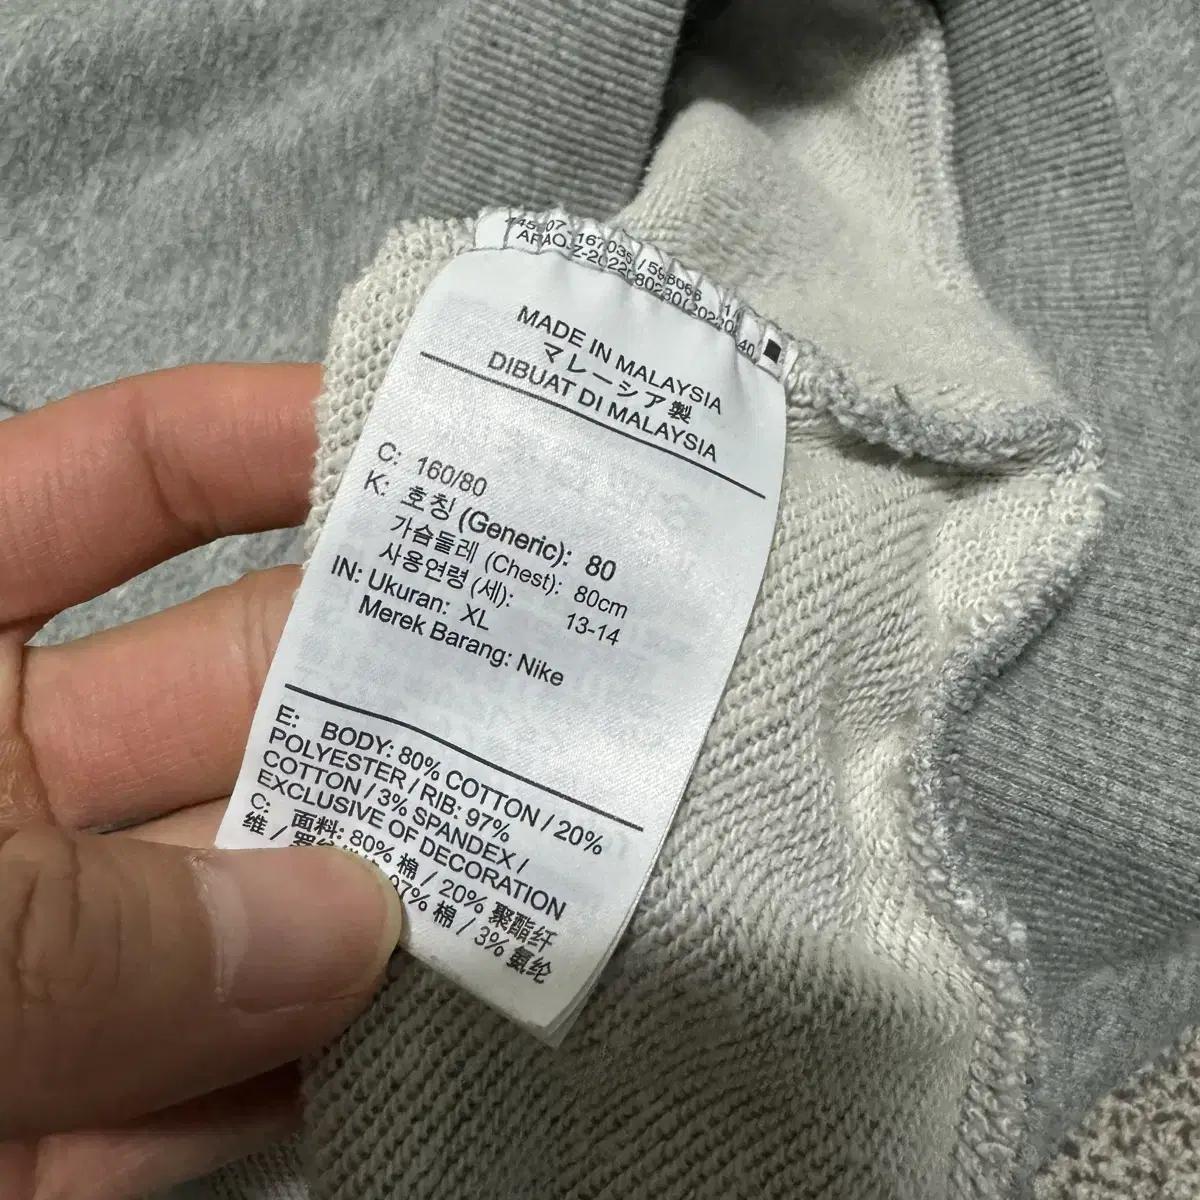 MADE IN MALAYSIA
マレーシア製
DIBUAT DI MALAYSIA
C: 160/80
K: 호칭 (Generic): 80
가슴둘레 (Chest): 80cm
사용연령 (세): 13-14
IN: Ukuran: XL
Merek Barang: Nike
E: BODY: 80% COTTON / 20%
POLYESTER / RIB: 97%
COTTON / 3% SPANDEX /
EXCLUSIVE OF DECORATION
C: 面料: 80% 棉 / 20% 聚酯纤
维 / 97% 棉 / 3% 氨纶